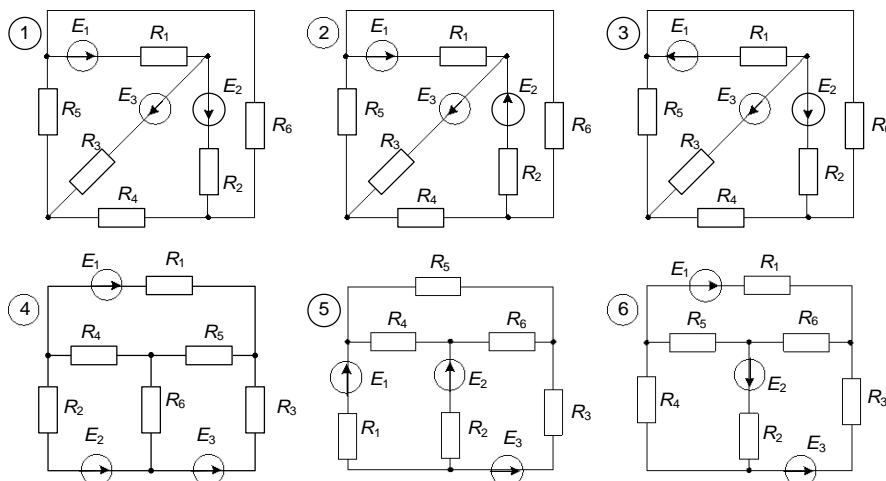 1 E₁ R₁ E₃ E₂ R₅ R₆ R₃ R₂ R₄
2 E₁ R₁ E₃ E₂ R₅ R₆ R₃ R₂ R₄
3 E₁ R₁ E₃ E₂ R₅ R R₃ R₂ R₄
4 E₁ R₁ R₄ R₅ R₂ R₆ R₃ E₂ E₃
5 R₅ R₄ R₆ E₁ E₂ R₃ R₁ R₂ E₃
6 E₁ R₁ R₅ R₆ E₂ R₄ R₃ R₂ E₃